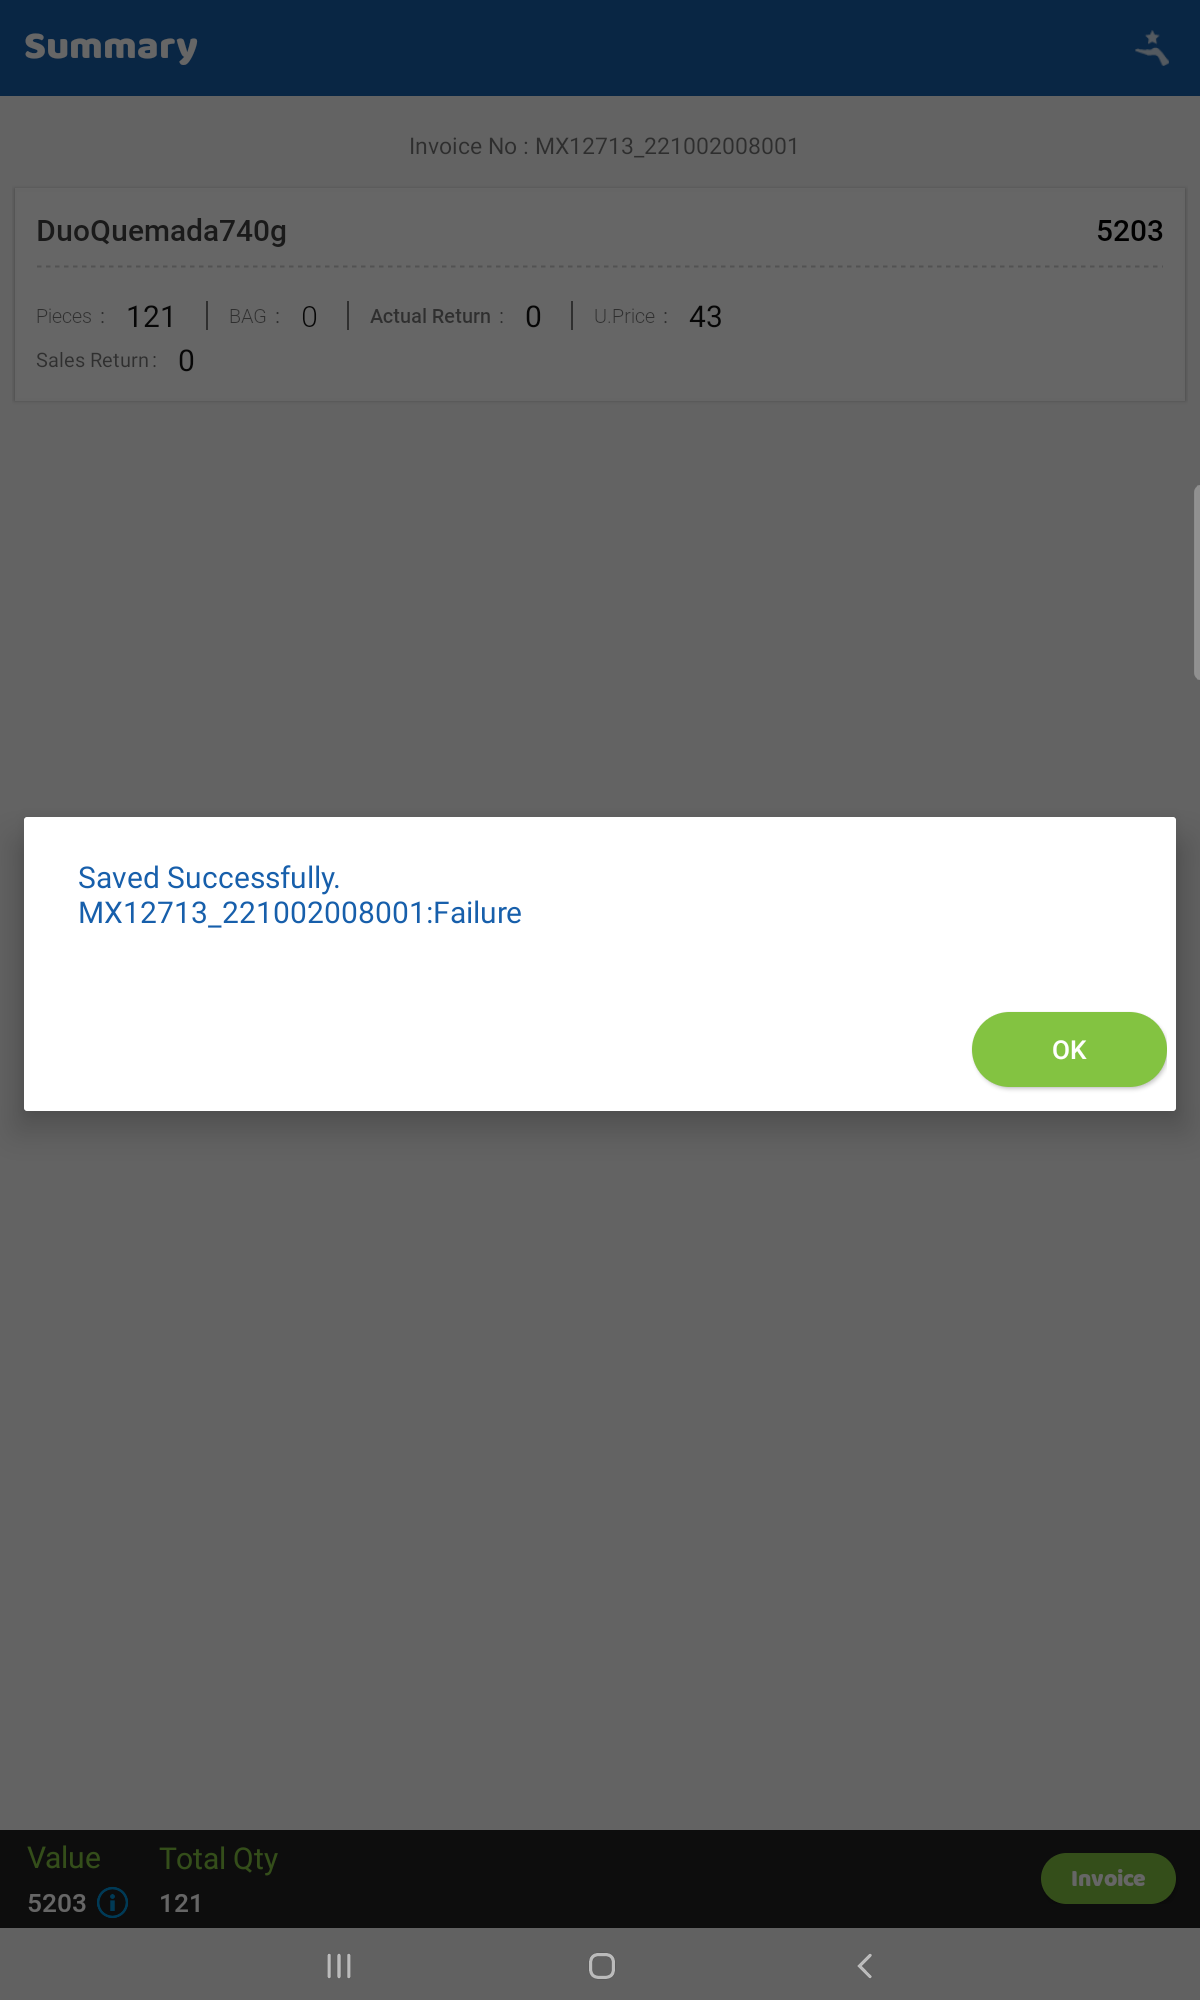 Summary
Invoice No : MX12713_221002008001
DuoQuemada740g 5203
Pieces : 121 BAG : 0 Actual Return : 0 U.Price : 43
Sales Return : 0
Saved Successfully.
MX12713_221002008001:Failure
OK
Value Total Qty
5203 121
Invoice